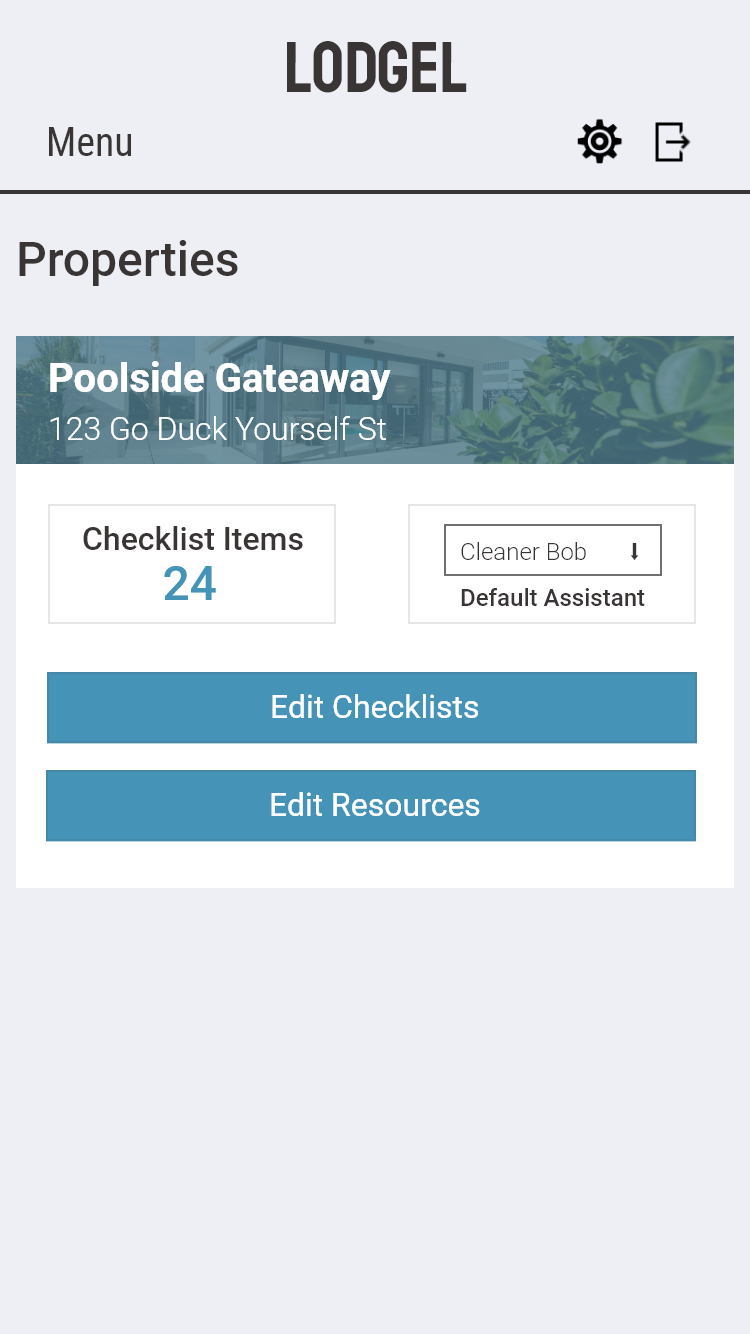 LODGEL
Menu
Properties
Poolside Gateaway
123 Go Duck Yourself St
Checklist Items
24
Cleaner Bob
Default Assistant
Edit Checklists
Edit Resources